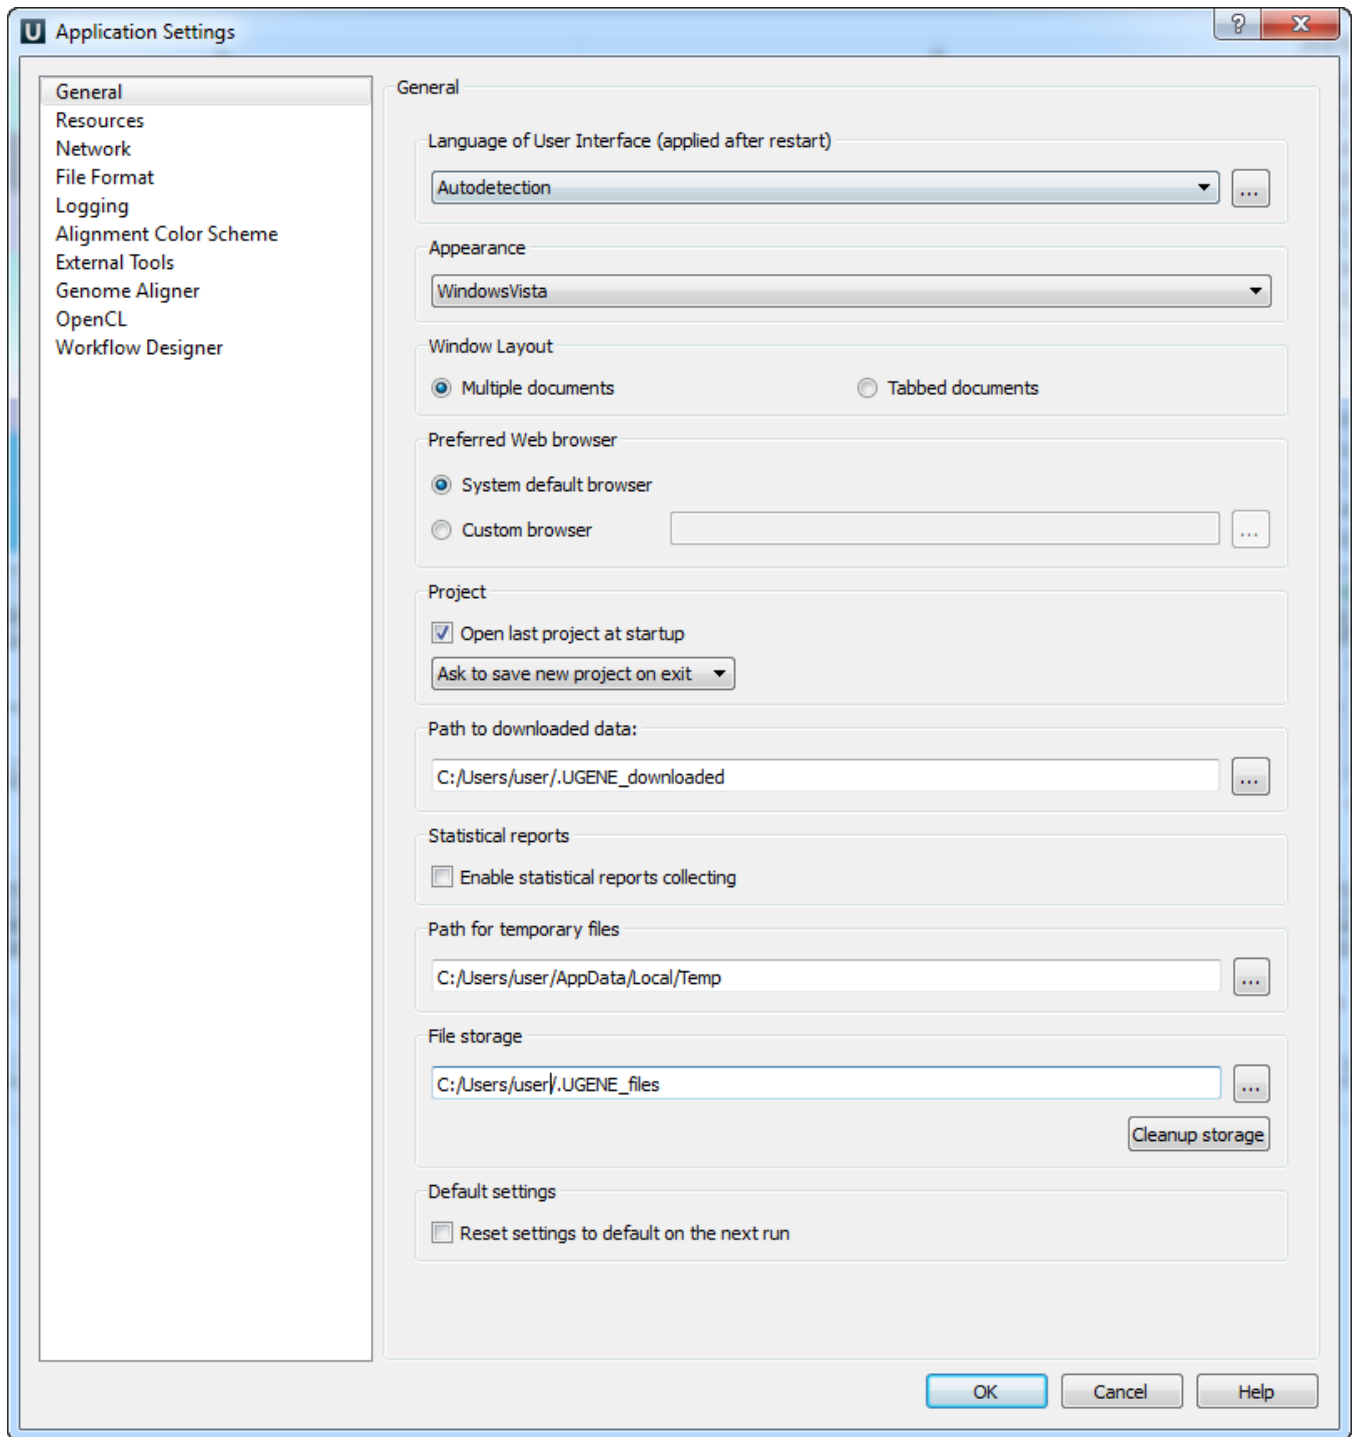 U Application Settings
?
X
General
Resources
Network
File Format
Logging
Alignment Color Scheme
External Tools
Genome Aligner
OpenCL
Workflow Designer
General
Language of User Interface (applied after restart)
Autodetection
...
Appearance
WindowsVista
Window Layout
Multiple documents
Tabbed documents
Preferred Web browser
System default browser
Custom browser
...
Project
Open last project at startup
Ask to save new project on exit
Path to downloaded data:
C:/Users/user/.UGENE_downloaded
...
Statistical reports
Enable statistical reports collecting
Path for temporary files
C:/Users/user/AppData/Local/Temp
...
File storage
C:/Users/user/.UGENE_files
...
Cleanup storage
Default settings
Reset settings to default on the next run
OK
Cancel
Help